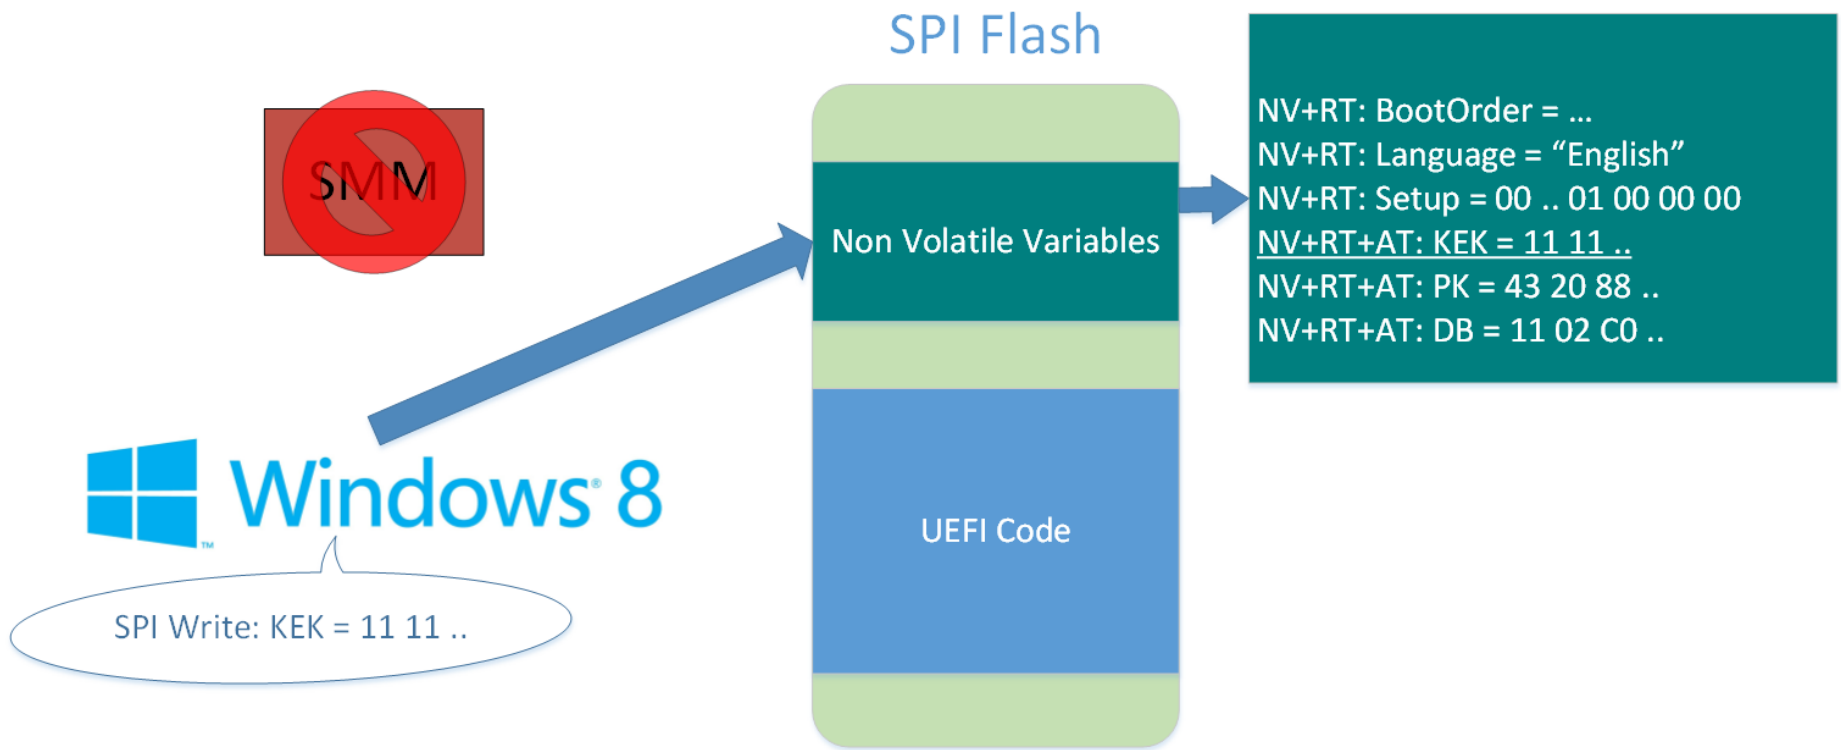 SPI Flash
SMM
NV+RT: BootOrder = ...
NV+RT: Language = “English”
NV+RT: Setup = 00 .. 01 00 00 00
NV+RT+AT: KEK = 11 11 ..
NV+RT+AT: PK = 43 20 88 ..
NV+RT+AT: DB = 11 02 C0 ..
Non Volatile Variables
Windows® 8
™
UEFI Code
SPI Write: KEK = 11 11 ..